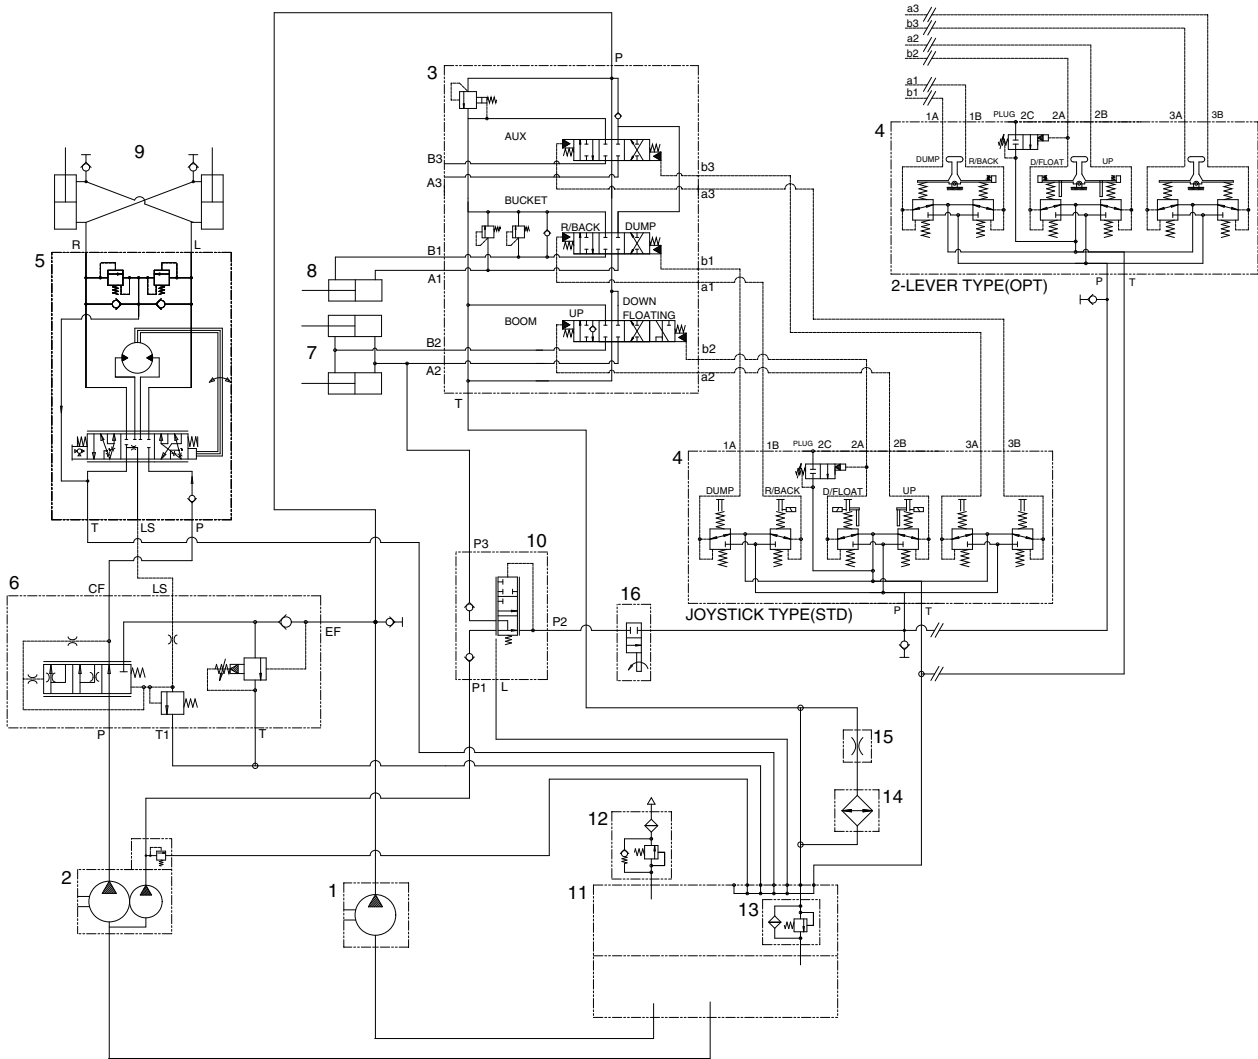 a3
b3
a2
b2
a1
b1
1A 1B PLUG 2C 2A 2B 3A 3B
4
DUMP R/BACK D/FLOAT UP
P T
2-LEVER TYPE(OPT)
P
3
AUX
B3
A3
b3
a3
BUCKET
R/BACK DUMP
B1
A1
b1
a1
BOOM
UP
DOWN
FLOATING
B2
A2
b2
a2
T
9
R L
5
T LS P
8
7
1A 1B PLUG 2C 2A 2B 3A 3B
4
DUMP R/BACK D/FLOAT UP
P T
JOYSTICK TYPE(STD)
6
CF LS
EF
P T1 T
P3
10
P2
P1 L
16
15
14
12
13
11
2
1